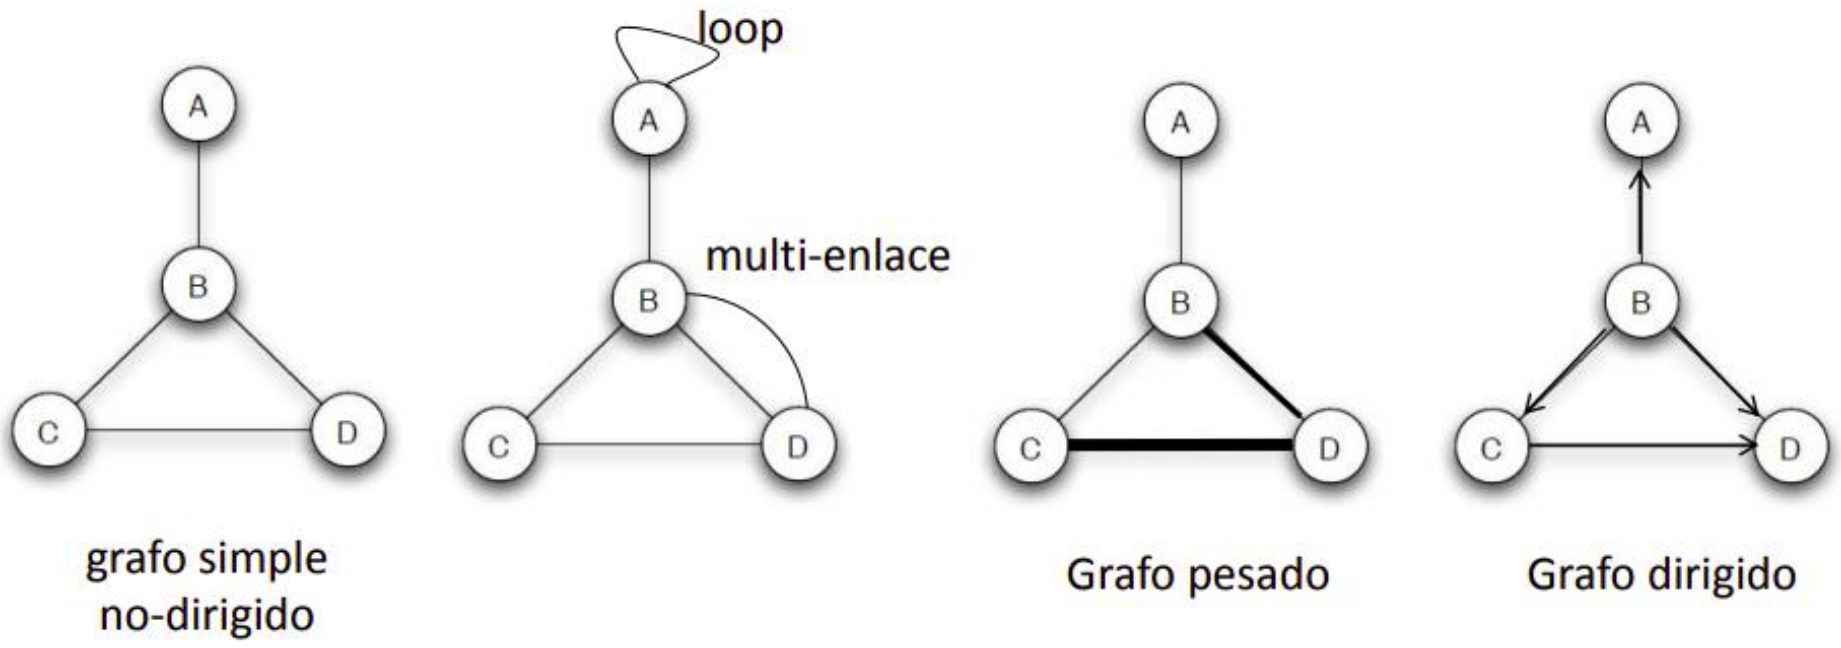 A
B
C
D
grafo simple
no-dirigido
loop
A
multi-enlace
B
C
D
A
B
C
D
Grafo pesado
A
B
C
D
Grafo dirigido